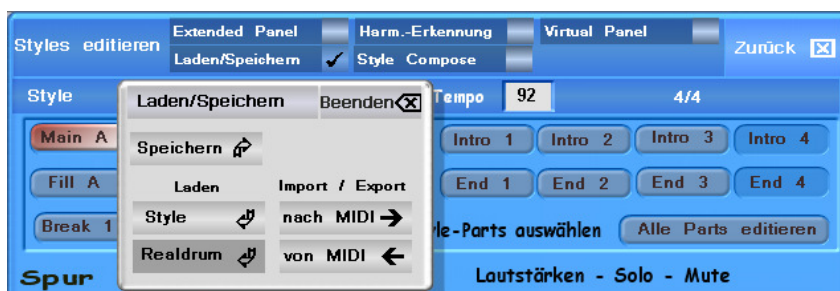 Styles editieren
Extended Panel
Harm.-Erkennung
Virtual Panel
Laden/Speichern
Style Compose
Zurück
Style
Tempo 92
4/4
Main A
Laden/Speichern
Beenden
Intro 1
Intro 2
Intro 3
Intro 4
Speichern
Fill A
Laden
Import / Export
End 1
End 2
End 3
End 4
Break 1
Style
nach MIDI
le-Parts auswählen
Alle Parts editieren
Realdrum
von MIDI
Spur
Lautstärken - Solo - Mute